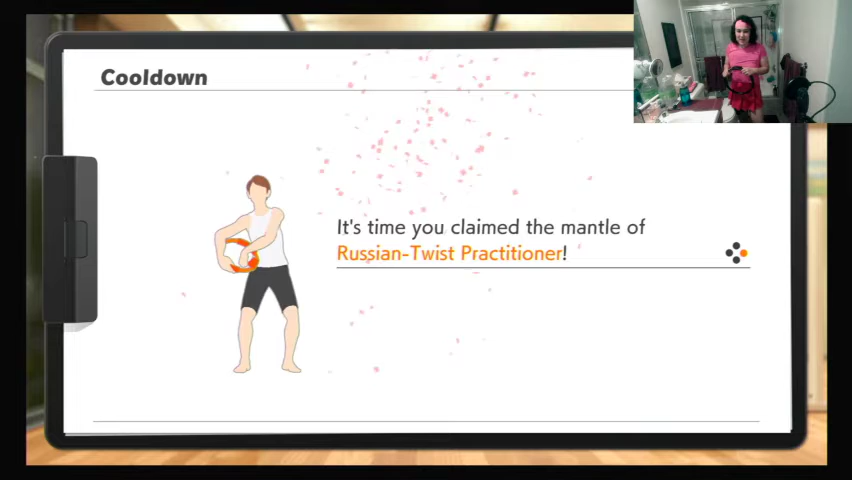 Cooldown
It's time you claimed the mantle of
Russian-Twist Practitioner!